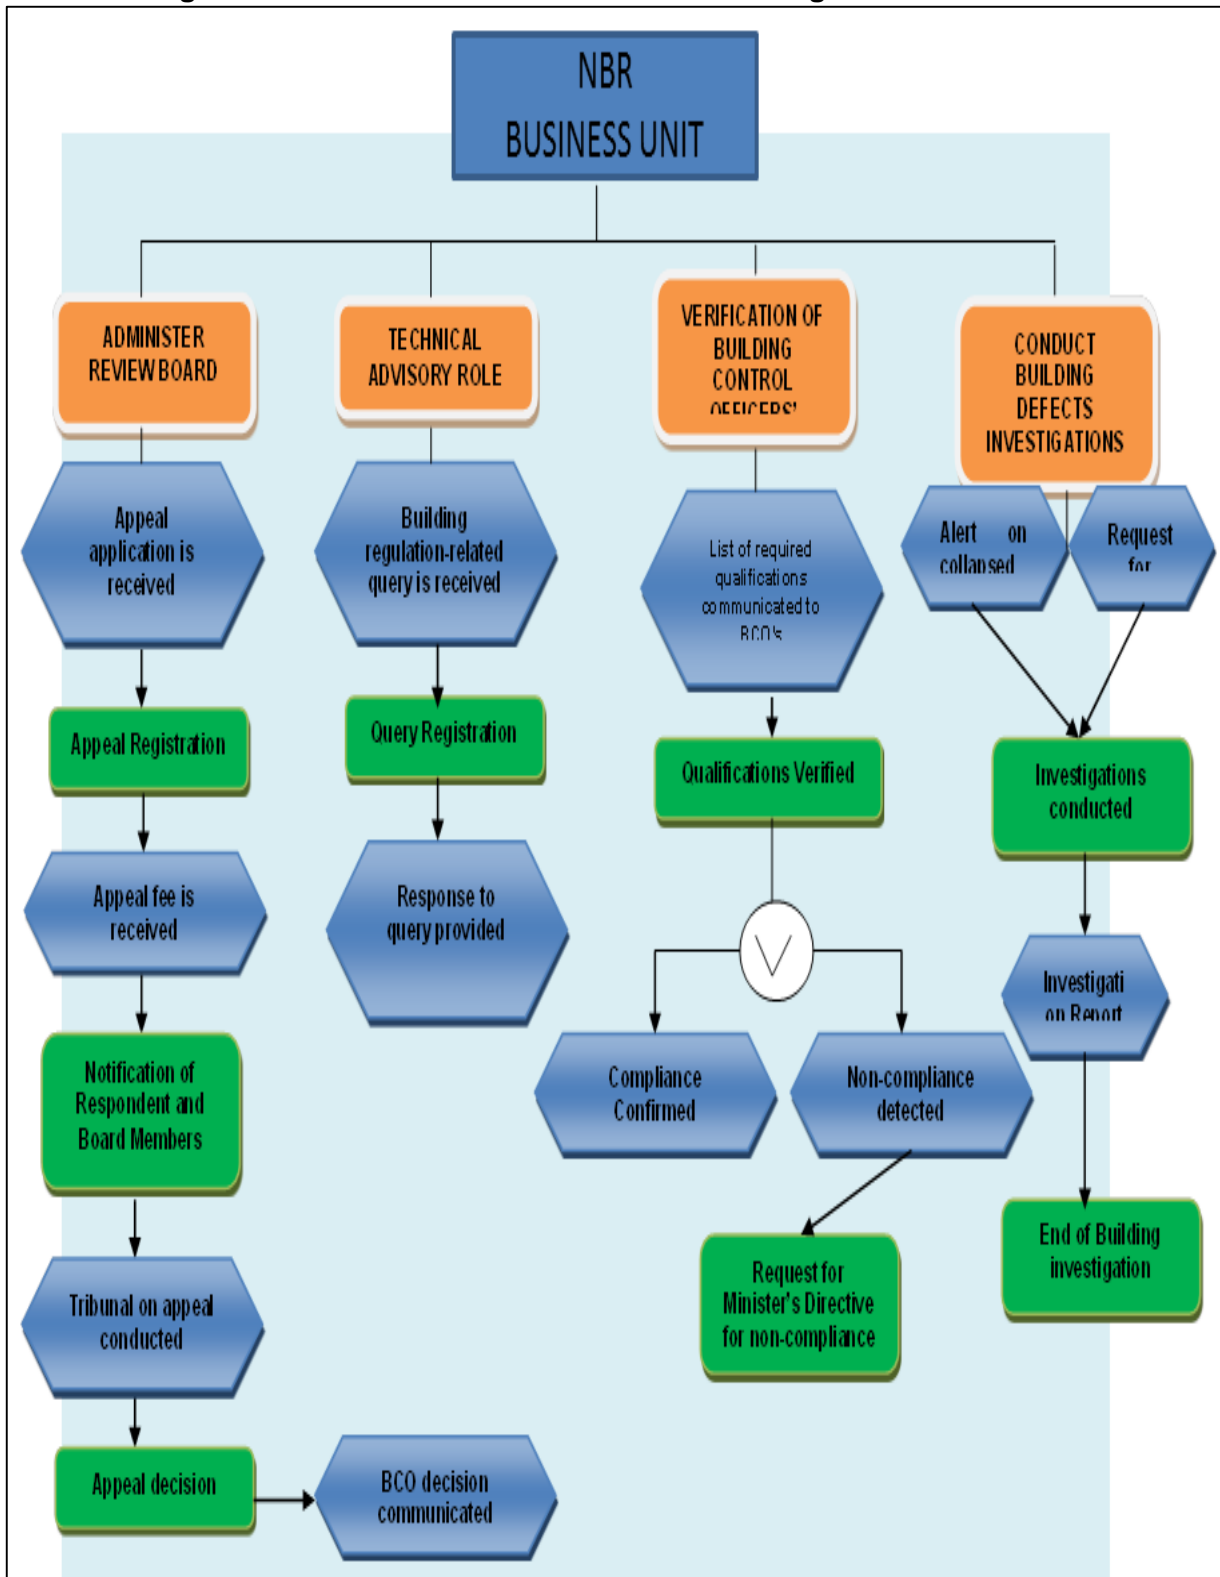 NBR
BUSINESS UNIT
ADMINISTER
REVIEW BOARD
TECHNICAL
ADVISORY ROLE
VERIFICATION OF
BUILDING
CONTROL
OFFICERS'
CONDUCT
BUILDING
DEFECTS
INVESTIGATIONS
Appeal
application is
received
Building
regulation-related
query is received
List of required
qualifications
communicated to
BCO's
Alert on
collapsed
Request
for
Appeal Registration
Query Registration
Qualifications Verified
Investigations
conducted
Appeal fee is
received
Response to
query provided
Investigati
on Report
Notification of
Respondent and
Board Members
Compliance
Confirmed
Non-compliance
detected
Tribunal on appeal
conducted
Request for
Minister's Directive
for non-compliance
End of Building
investigation
Appeal decision
BCO decision
communicated